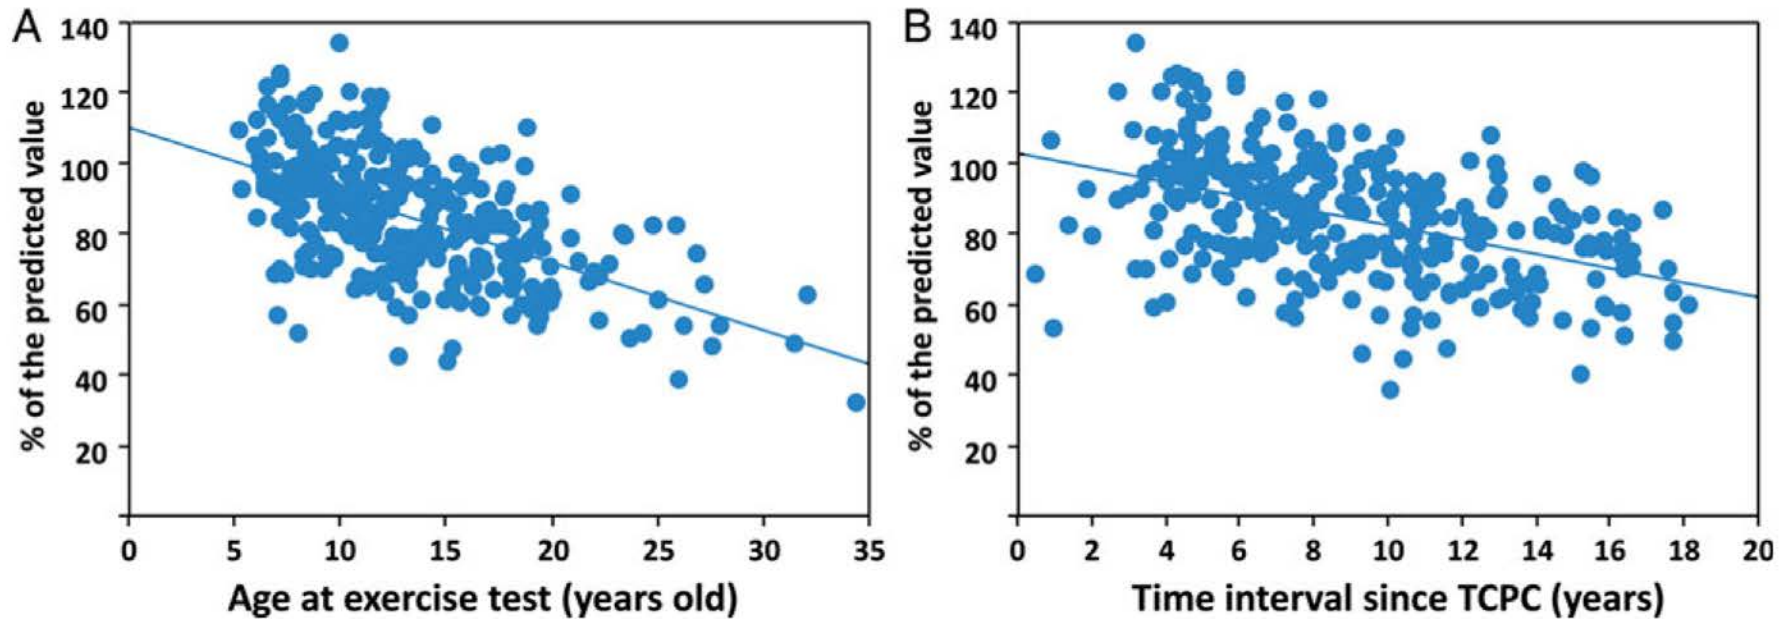 A
% of the predicted value
140
120
100
80
60
40
20
0 5 10 15 20 25 30 35
Age at exercise test (years old)
B
% of the predicted value
140
120
100
80
60
40
20
0 2 4 6 8 10 12 14 16 18 20
Time interval since TCPC (years)